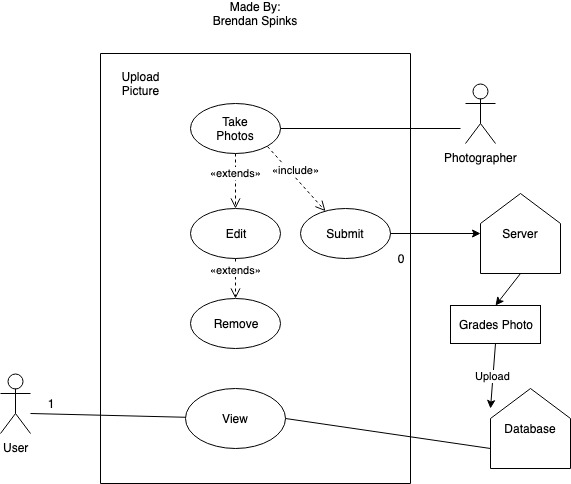 Made By:
Brendan Spinks
Upload
Picture
Take
Photos
Photographer
«extends»
«include»
Edit
Submit
Server
0
«extends»
Remove
Grades Photo
Upload
1
View
Database
User